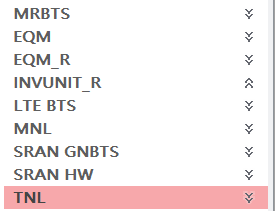 MRBTS
EQM
EQM_R
INVUNIT_R
LTE BTS
MNL
SRAN GNBTS
SRAN HW
TNL